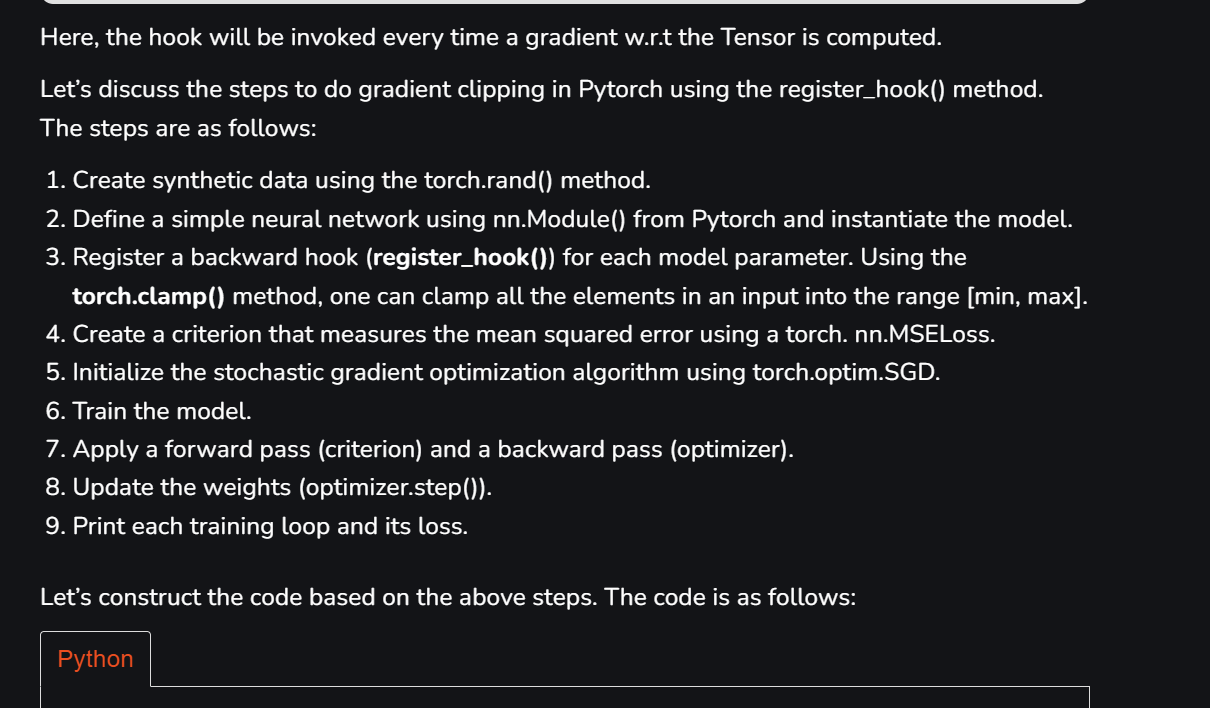 Here, the hook will be invoked every time a gradient w.r.t the Tensor is computed.
Let’s discuss the steps to do gradient clipping in Pytorch using the register_hook() method.
The steps are as follows:
1. Create synthetic data using the torch.rand() method.
2. Define a simple neural network using nn.Module() from Pytorch and instantiate the model.
3. Register a backward hook (register_hook()) for each model parameter. Using the
torch.clamp() method, one can clamp all the elements in an input into the range [min, max].
4. Create a criterion that measures the mean squared error using a torch. nn.MSELoss.
5. Initialize the stochastic gradient optimization algorithm using torch.optim.SGD.
6. Train the model.
7. Apply a forward pass (criterion) and a backward pass (optimizer).
8. Update the weights (optimizer.step()).
9. Print each training loop and its loss.
Let’s construct the code based on the above steps. The code is as follows:
Python